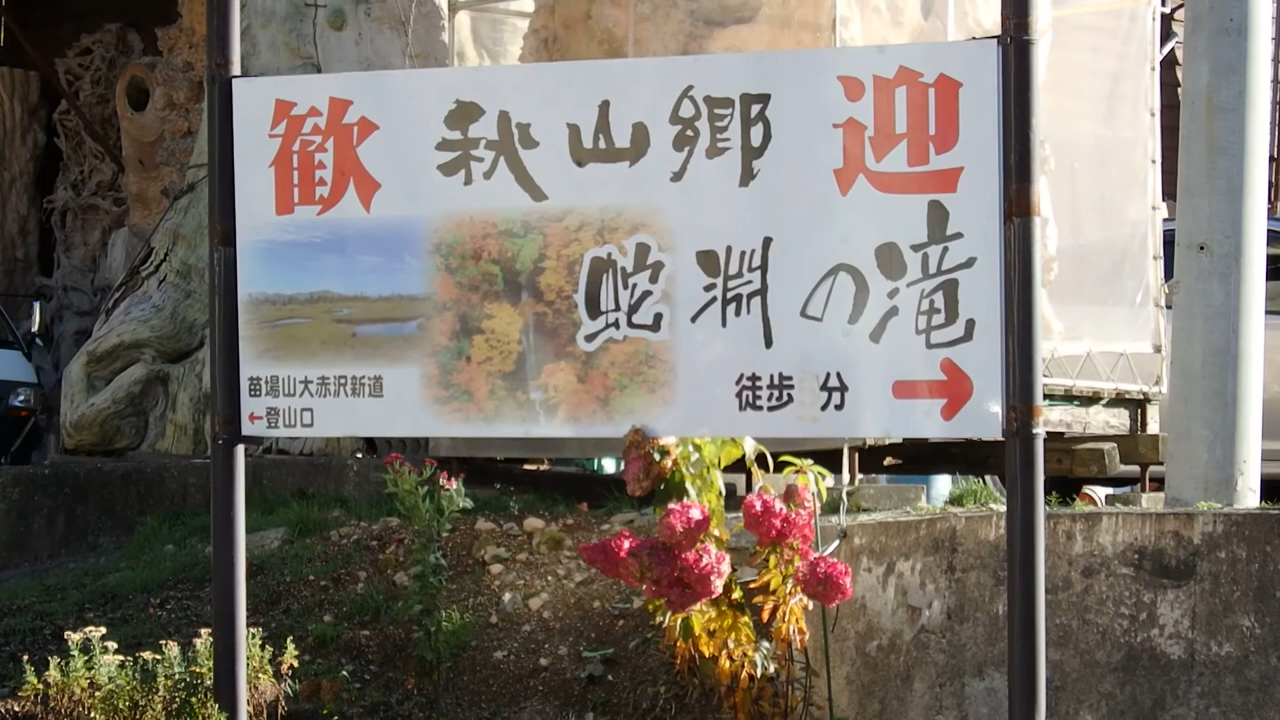 歓 秋山郷 迎
蛇淵の滝
苗場山大赤沢新道
←登山口
徒歩 分 →